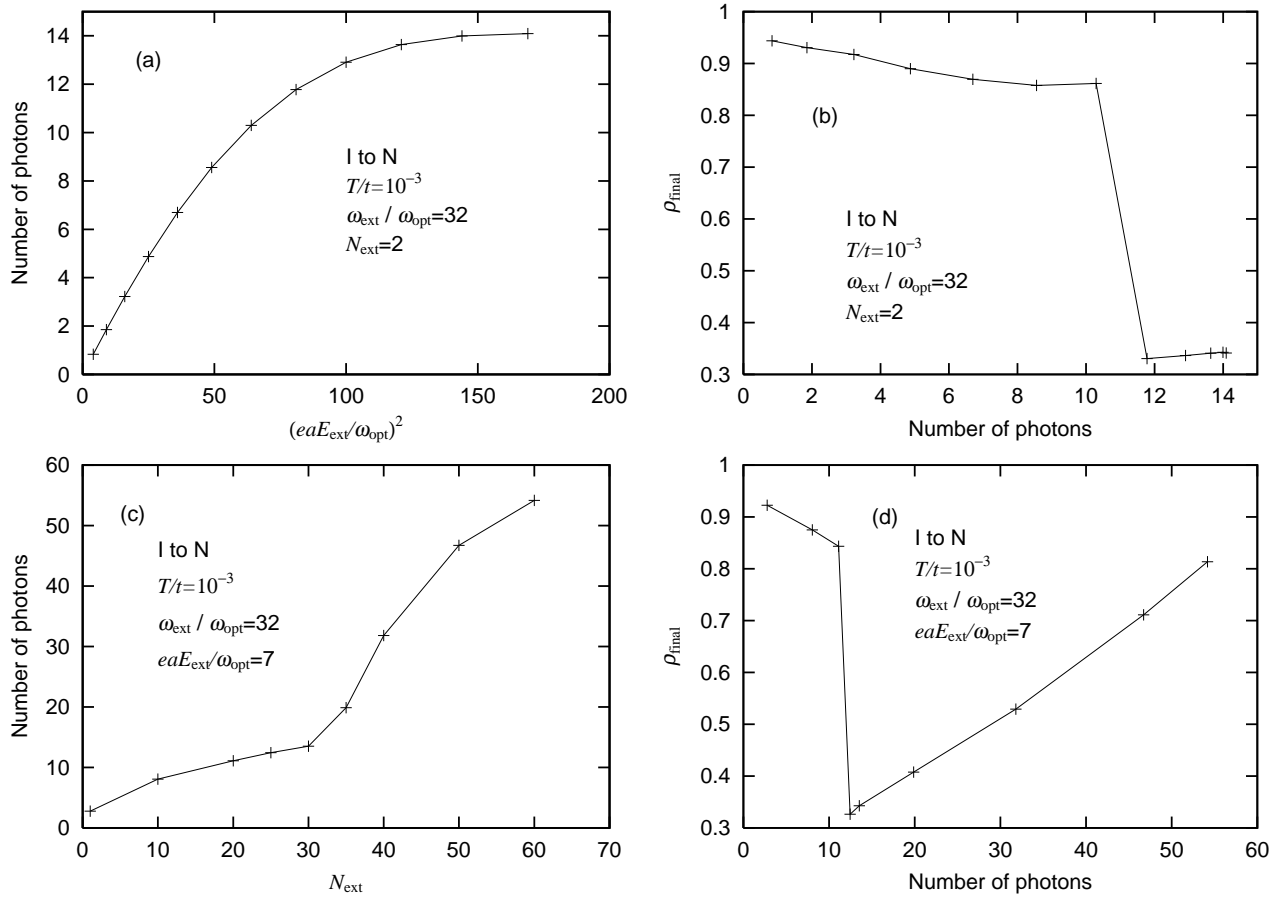 (a)
Number of photons
14
12
10
8
6
4
2
0
I to N
T/t=10⁻³
ω_ext / ω_opt=32
N_ext=2
0 50 100 150 200
(eaE_ext/ω_opt)²
(b)
ρ_final
1
0.9
0.8
0.7
0.6
0.5
0.4
0.3
I to N
T/t=10⁻³
ω_ext / ω_opt=32
N_ext=2
0 2 4 6 8 10 12 14
Number of photons
(c)
Number of photons
60
50
40
30
20
10
0
I to N
T/t=10⁻³
ω_ext / ω_opt=32
eaE_ext/ω_opt=7
0 10 20 30 40 50 60 70
N_ext
(d)
ρ_final
1
0.9
0.8
0.7
0.6
0.5
0.4
0.3
I to N
T/t=10⁻³
ω_ext / ω_opt=32
eaE_ext/ω_opt=7
0 10 20 30 40 50 60
Number of photons